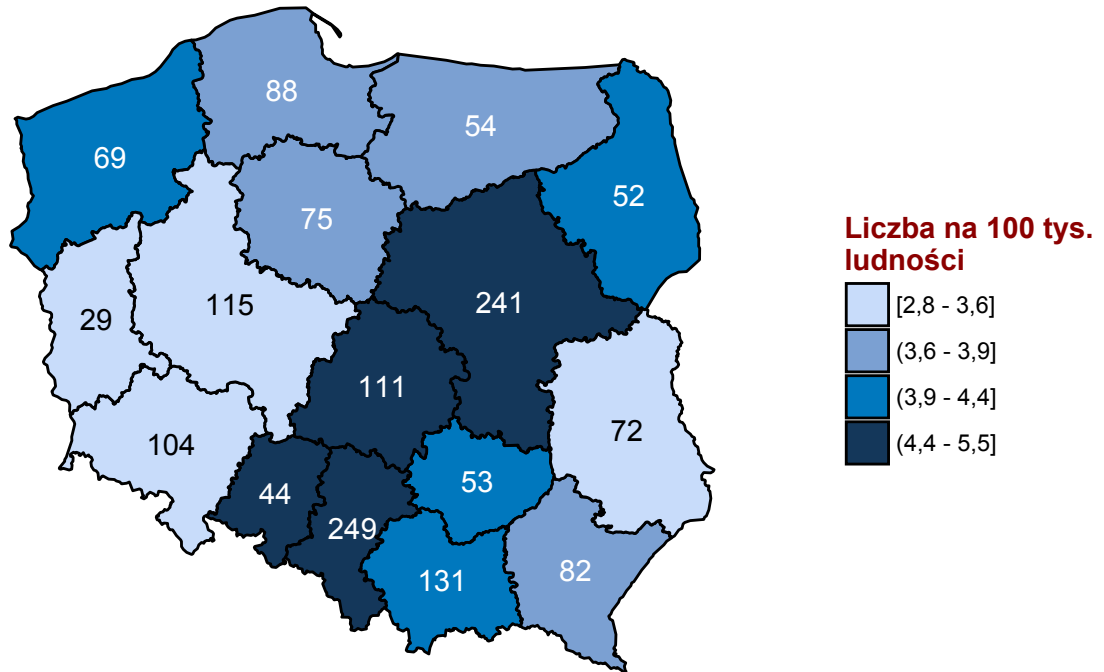 88
54
69
52
75
241
115
29
111
72
104
53
44
249
82
131
Liczba na 100 tys.
ludności
[2,8 - 3,6]
(3,6 - 3,9]
(3,9 - 4,4]
(4,4 - 5,5]